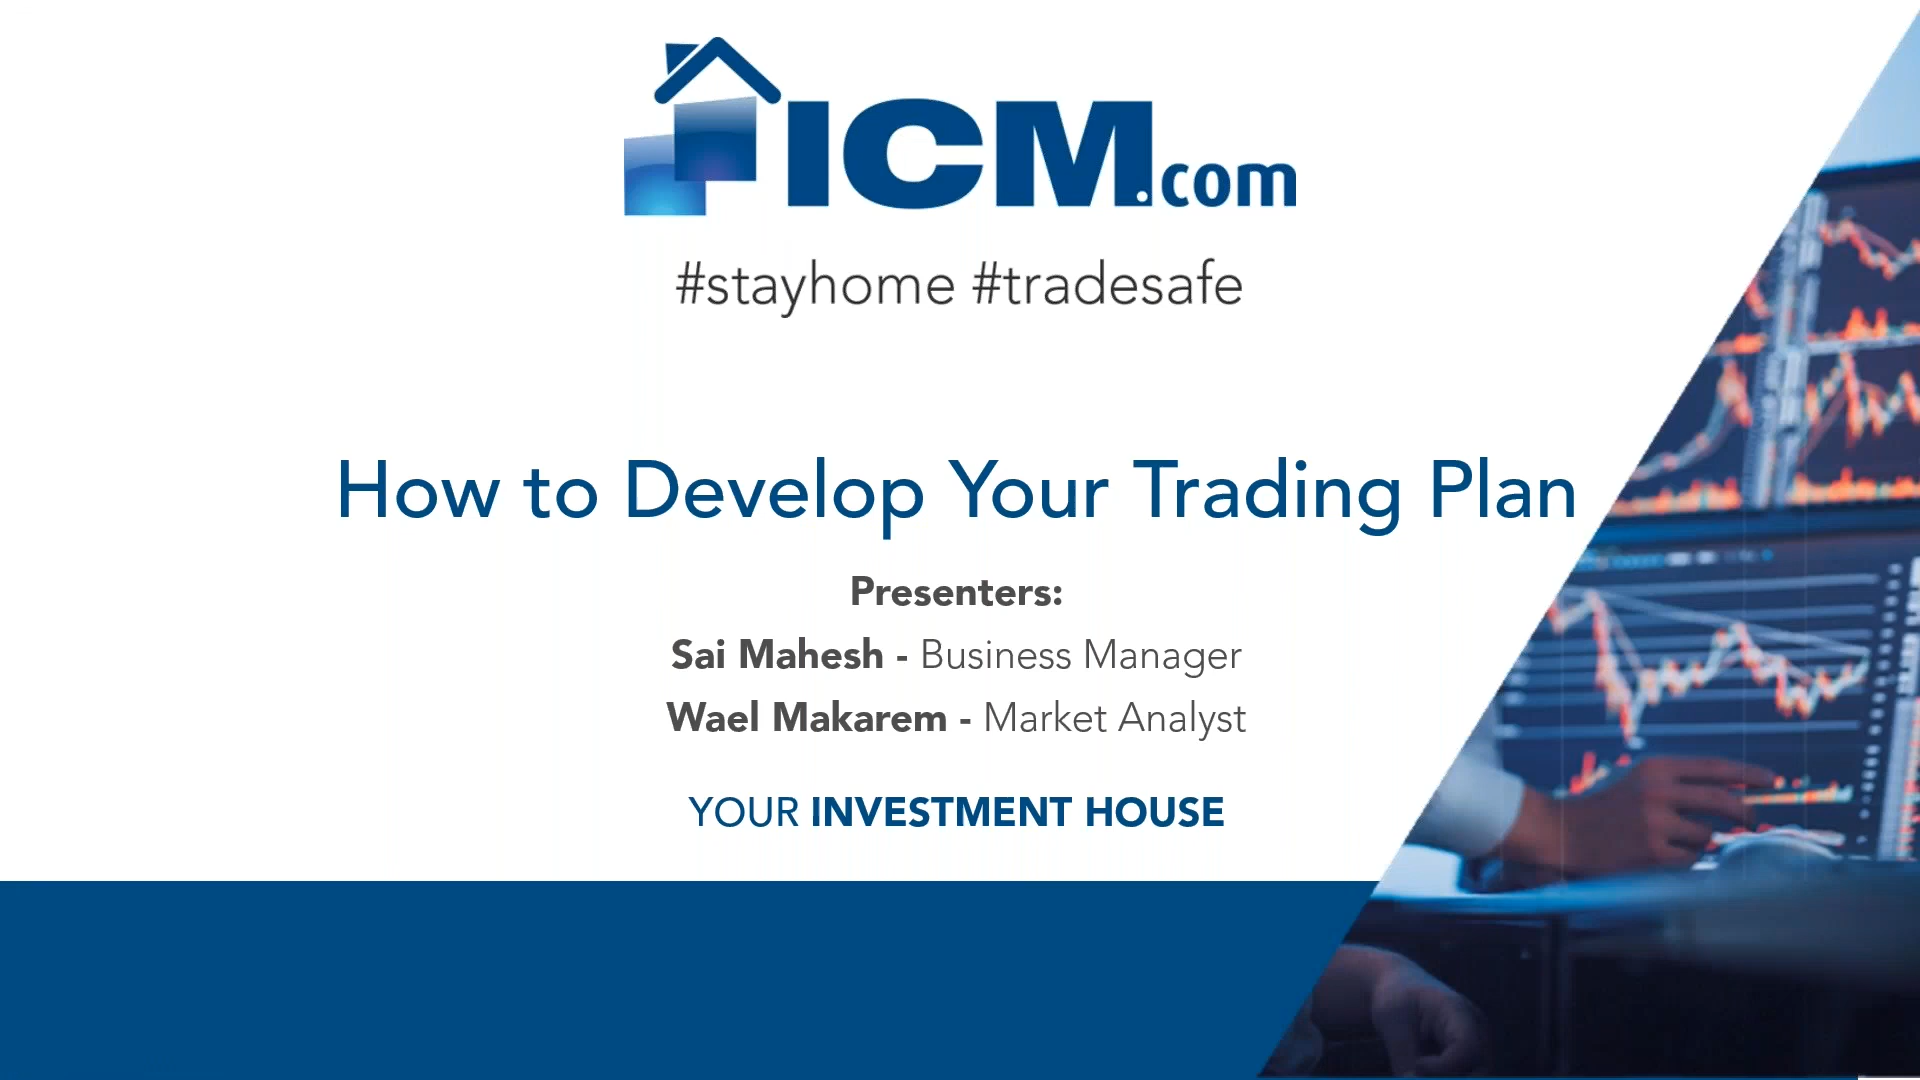 ICM.com
#stayhome #tradesafe
How to Develop Your Trading Plan
Presenters:
Sai Mahesh - Business Manager
Wael Makarem - Market Analyst
YOUR INVESTMENT HOUSE